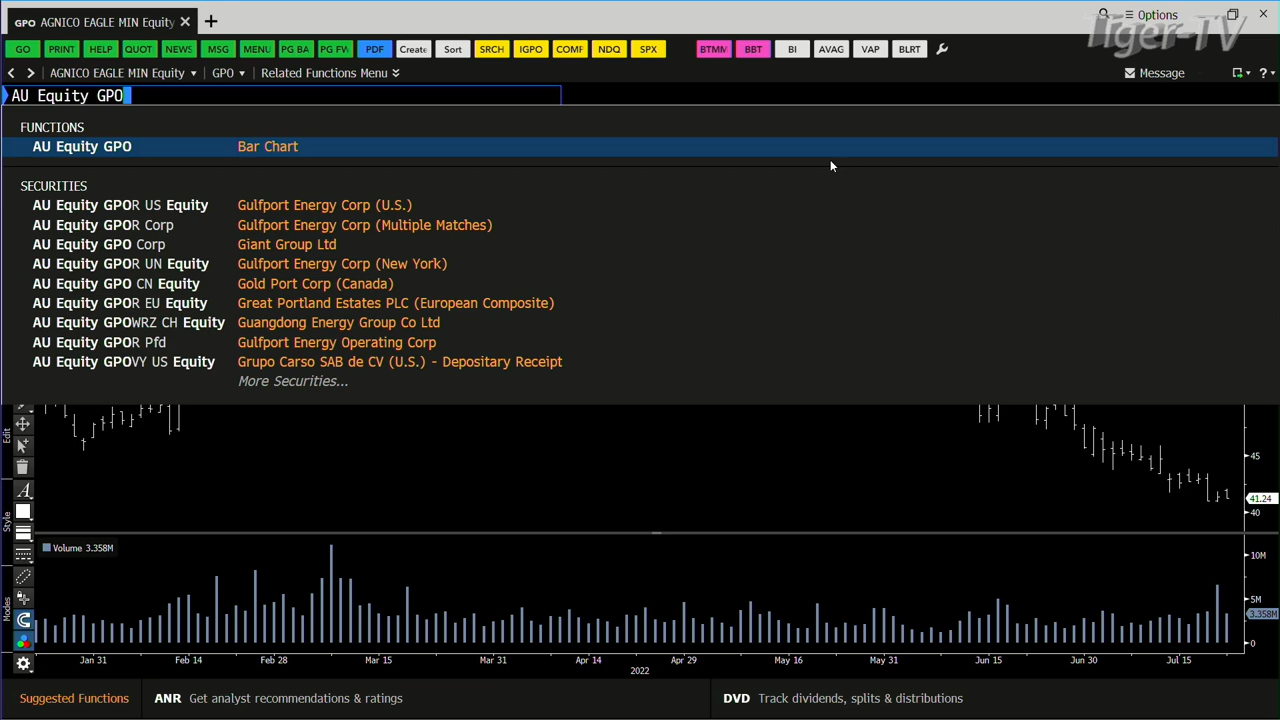 GPO AGNICO EAGLE MIN Equity
Options
Tiger-TV
GO PRINT HELP QUOT NEWS MSG MENU PG BA PG FW PDF Create Sort SRCH IGPO COMF NDQ SPX BTMM BBT BI AVAG VAP BLRT
AGNICO EAGLE MIN Equity GPO Related Functions Menu Message
AU Equity GPO
FUNCTIONS
AU Equity GPO Bar Chart
SECURITIES
AU Equity GPOR US Equity Gulfport Energy Corp (U.S.)
AU Equity GPOR Corp Gulfport Energy Corp (Multiple Matches)
AU Equity GPO Corp Giant Group Ltd
AU Equity GPOR UN Equity Gulfport Energy Corp (New York)
AU Equity GPO CN Equity Gold Port Corp (Canada)
AU Equity GPOR EU Equity Great Portland Estates PLC (European Composite)
AU Equity GPOWRZ CH Equity Guangdong Energy Group Co Ltd
AU Equity GPOR Pfd Gulfport Energy Operating Corp
AU Equity GPOVY US Equity Grupo Carso SAB de CV (U.S.) - Depositary Receipt
More Securities...
Edit
45
41.24
40
Style
Volume 3.358M
10M
5M
3.358M
Modes
0
Jan 31 Feb 14 Feb 28 Mar 15 Mar 31 Apr 14 Apr 29 May 16 May 31 Jun 15 Jun 30 Jul 15
2022
Suggested Functions ANR Get analyst recommendations & ratings DVD Track dividends, splits & distributions